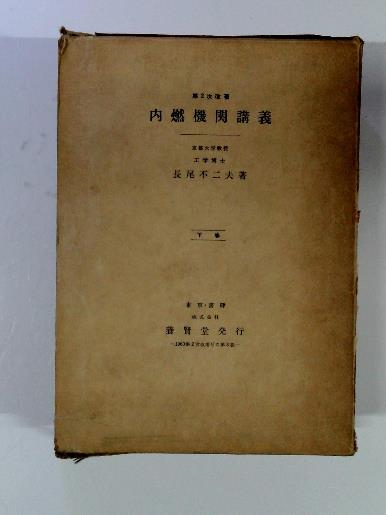 第2次改著
内燃機関講義
京都大学教授
工学博士
長尾不二夫著
下巻
東京・書肆
株式会社
養賢堂発行